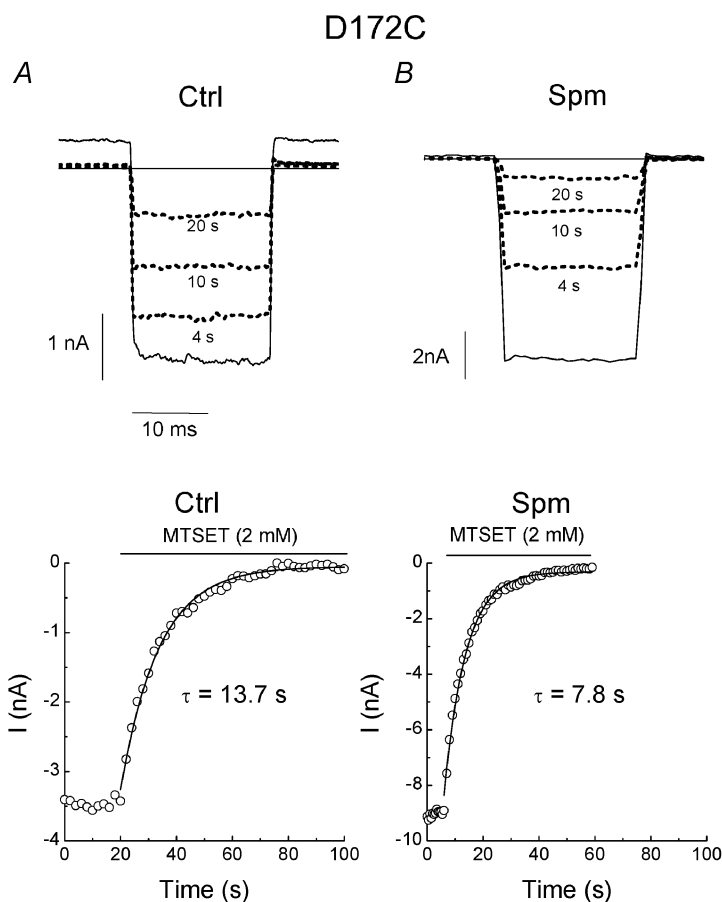 D172C
A
B
Ctrl
Spm
20 s
10 s
4 s
1 nA
10 ms
20 s
10 s
4 s
2nA
Ctrl
MTSET (2 mM)
0
-1
-2
-3
-4
I (nA)
τ = 13.7 s
0 20 40 60 80 100
Time (s)
Spm
MTSET (2 mM)
0
-2
-4
-6
-8
-10
I (nA)
τ = 7.8 s
0 20 40 60 80 100
Time (s)